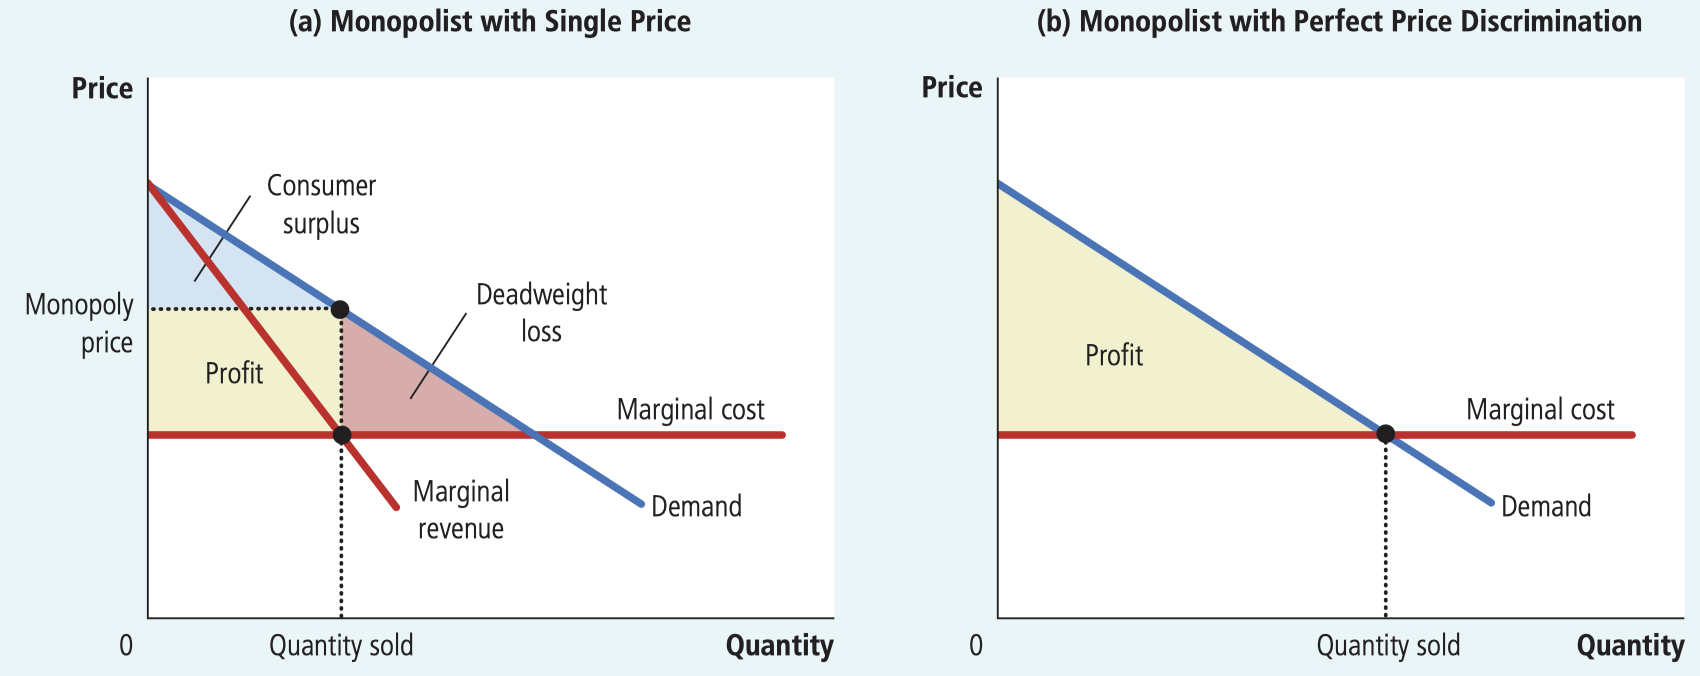 (a) Monopolist with Single Price
Price
Consumer
surplus
Monopoly
price
Deadweight
loss
Profit
Marginal cost
Marginal
revenue
Demand
0
Quantity sold
Quantity
(b) Monopolist with Perfect Price Discrimination
Price
Profit
Marginal cost
Demand
0
Quantity sold
Quantity